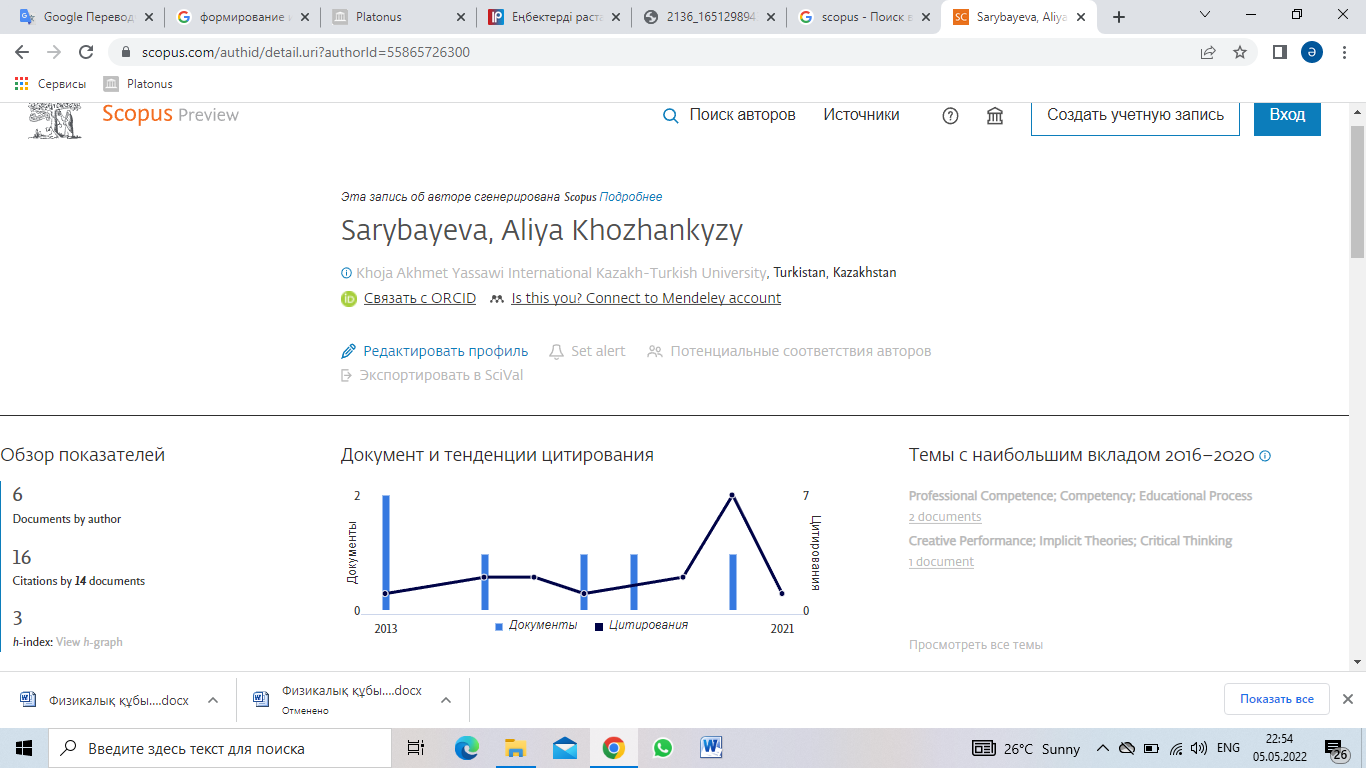 Google Перевод
формирование и
Platonus
Еңбектерді раста
2136_165129894
scopus - Поиск в
Sarybayeva, Aliya
scopus.com/authid/detail.uri?authorId=55865726300
Сервисы
Platonus
Scopus Preview
Поиск авторов
Источники
Создать учетную запись
Вход
Эта запись об авторе сгенерирована Scopus Подробнее
Sarybayeva, Aliya Khozhankyzy
Khoja Akhmet Yassawi International Kazakh-Turkish University, Turkistan, Kazakhstan
Связать с ORCID
Is this you? Connect to Mendeley account
Редактировать профиль
Set alert
Потенциальные соответствия авторов
Экспортировать в SciVal
Обзор показателей
6
Documents by author
16
Citations by 14 documents
3
h-index: View h-graph
Документ и тенденции цитирования
2
7
Документы
Цитирования
0
0
2013
2021
Документы
Цитирования
Темы с наибольшим вкладом 2016–2020
Professional Competence; Competency; Educational Process
2 documents
Creative Performance; Implicit Theories; Critical Thinking
1 document
Просмотреть все темы
Физикалық құбы....docx
Физикалық құбы....docx
Отменено
Показать все
Введите здесь текст для поиска
26°C Sunny
ENG
22:54
05.05.2022
26